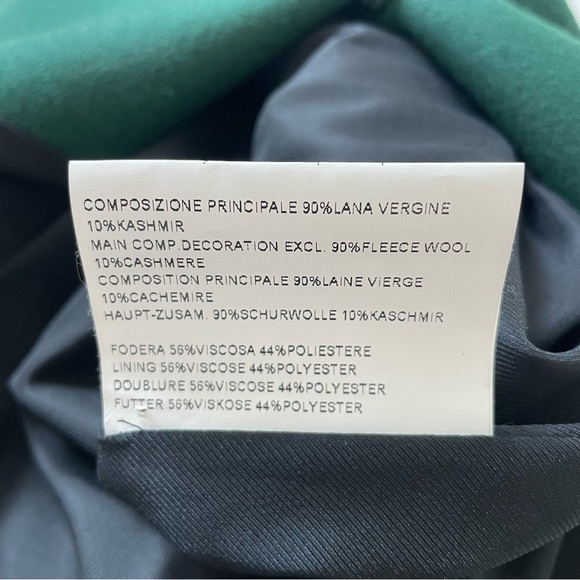 COMPOSIZIONE PRINCIPALE 90%LANA VERGINE
10%KASHMIR
MAIN COMP.DECORATION EXCL. 90%FLEECE WOOL
10%CASHMERE
COMPOSITION PRINCIPALE 90%LAINE VIERGE
10%CACHEMIRE
HAUPT-ZUSAM. 90%SCHURWOLLE 10%KASCHMIR
FODERA 56%VISCOSA 44%POLIESTERE
LINING 56%VISCOSE 44%POLYESTER
DOUBLURE 56%VISCOSE 44%POLYESTER
FUTTER 56%VISKOSE 44%POLYESTER